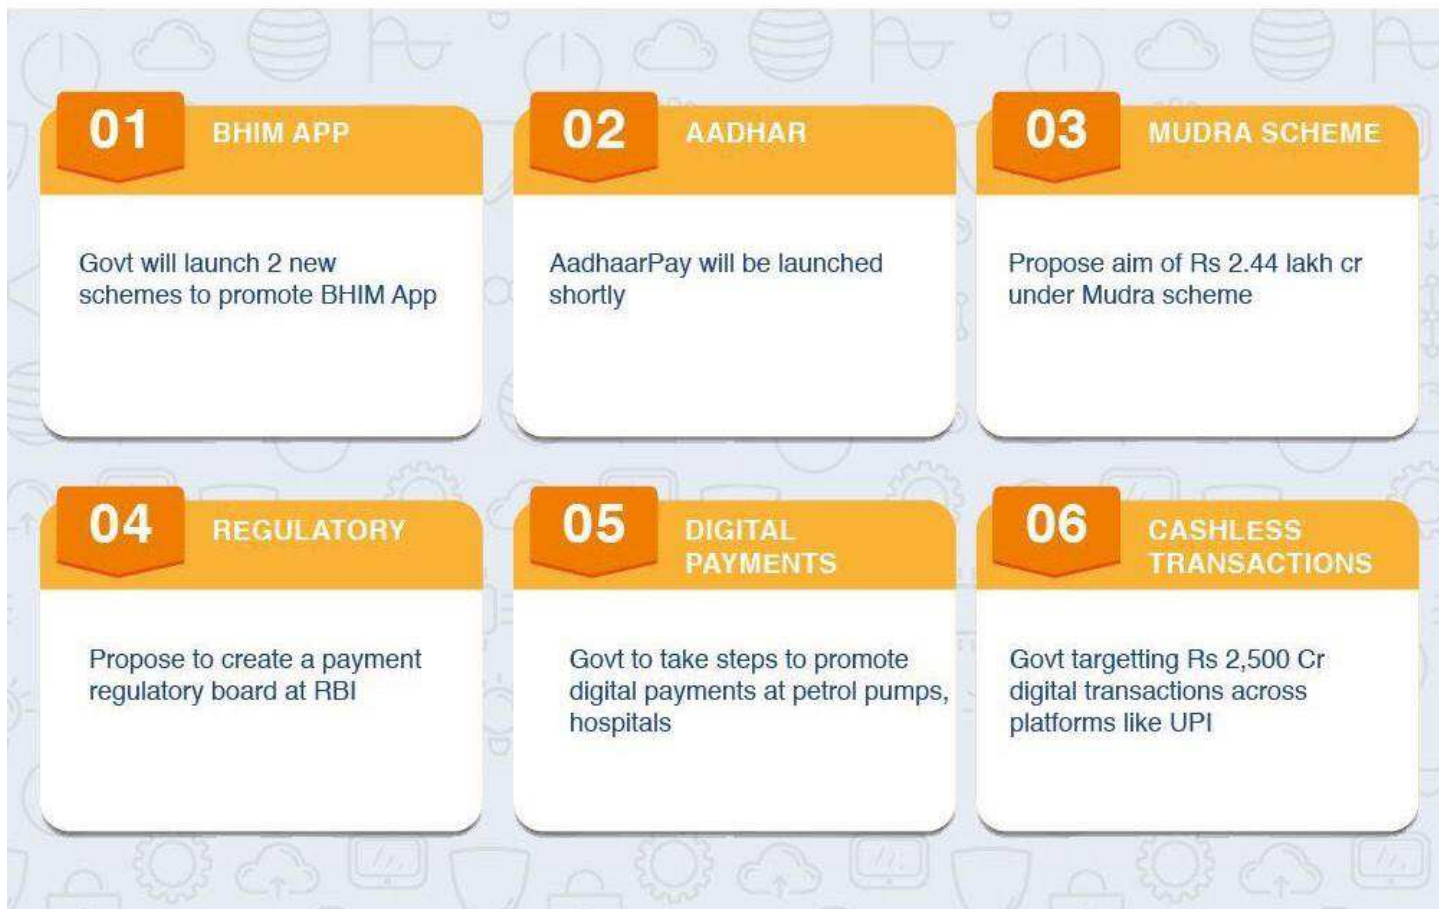 01 BHIM APP
Govt will launch 2 new
schemes to promote BHIM App
02 AADHAR
AadhaarPay will be launched
shortly
03 MUDRA SCHEME
Propose aim of Rs 2.44 lakh cr
under Mudra scheme
04 REGULATORY
Propose to create a payment
regulatory board at RBI
05 DIGITAL
PAYMENTS
Govt to take steps to promote
digital payments at petrol pumps,
hospitals
06 CASHLESS
TRANSACTIONS
Govt targetting Rs 2,500 Cr
digital transactions across
platforms like UPI